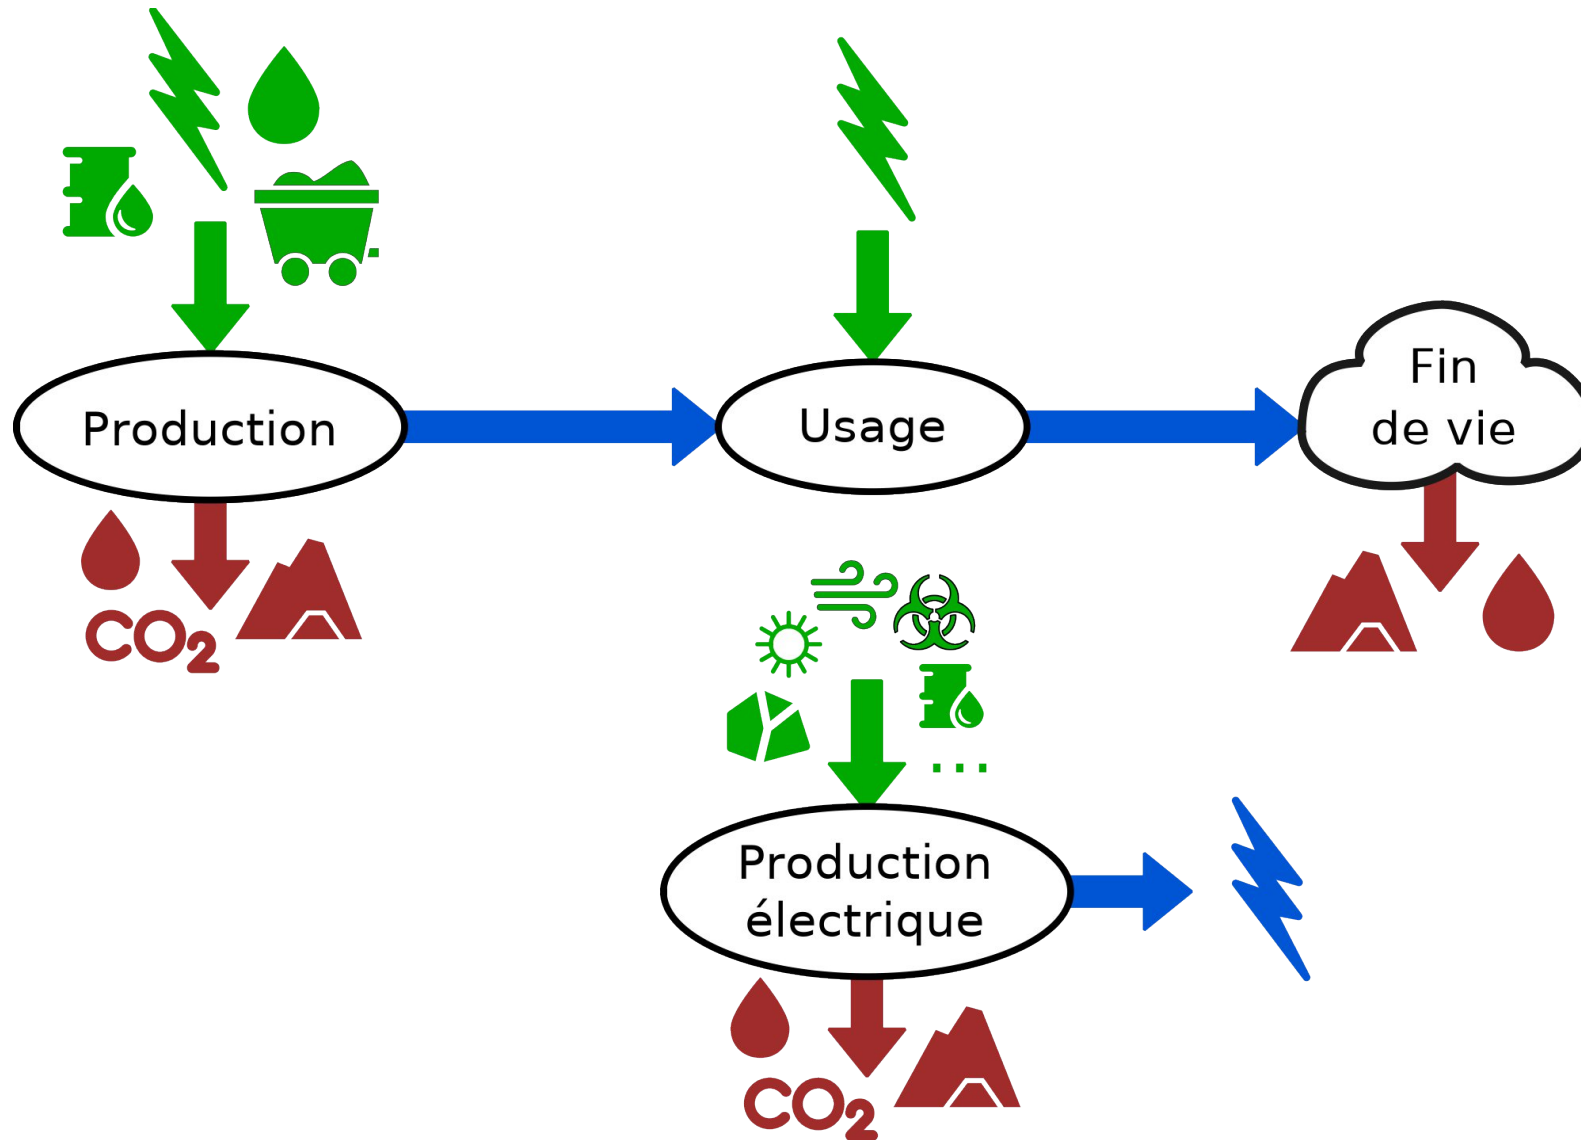 Production
Usage
Fin
de vie
CO2
...
Production
électrique
CO2